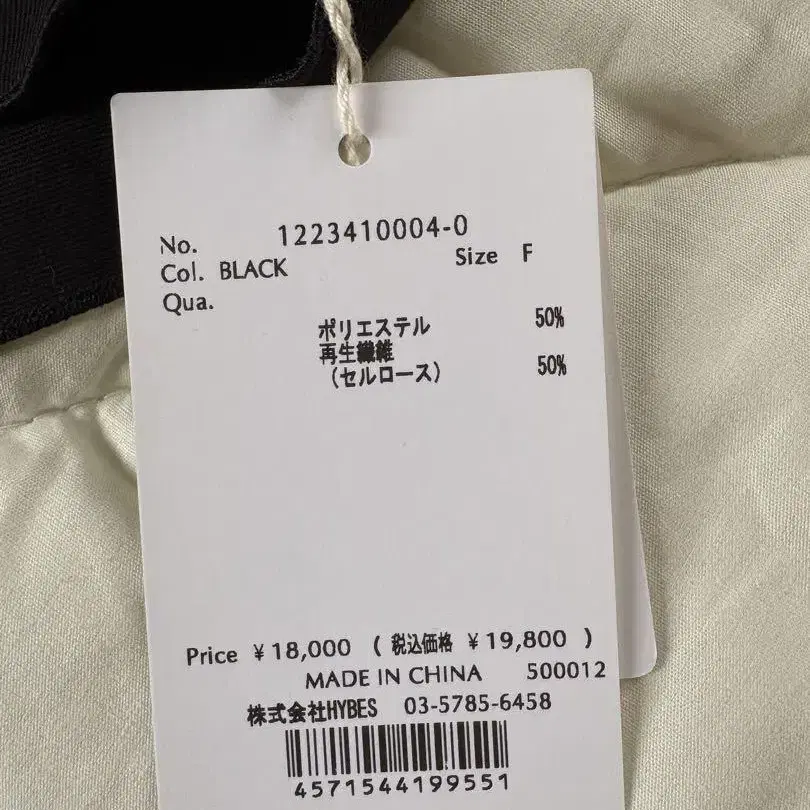 No. 1223410004-0
Col. BLACK Size F
Qua.
ポリエステル 50%
再生繊維
(セルロース) 50%
Price ¥18,000 (税込価格 ¥19,800)
MADE IN CHINA 500012
株式会社HYBES 03-5785-6458
4571544199551